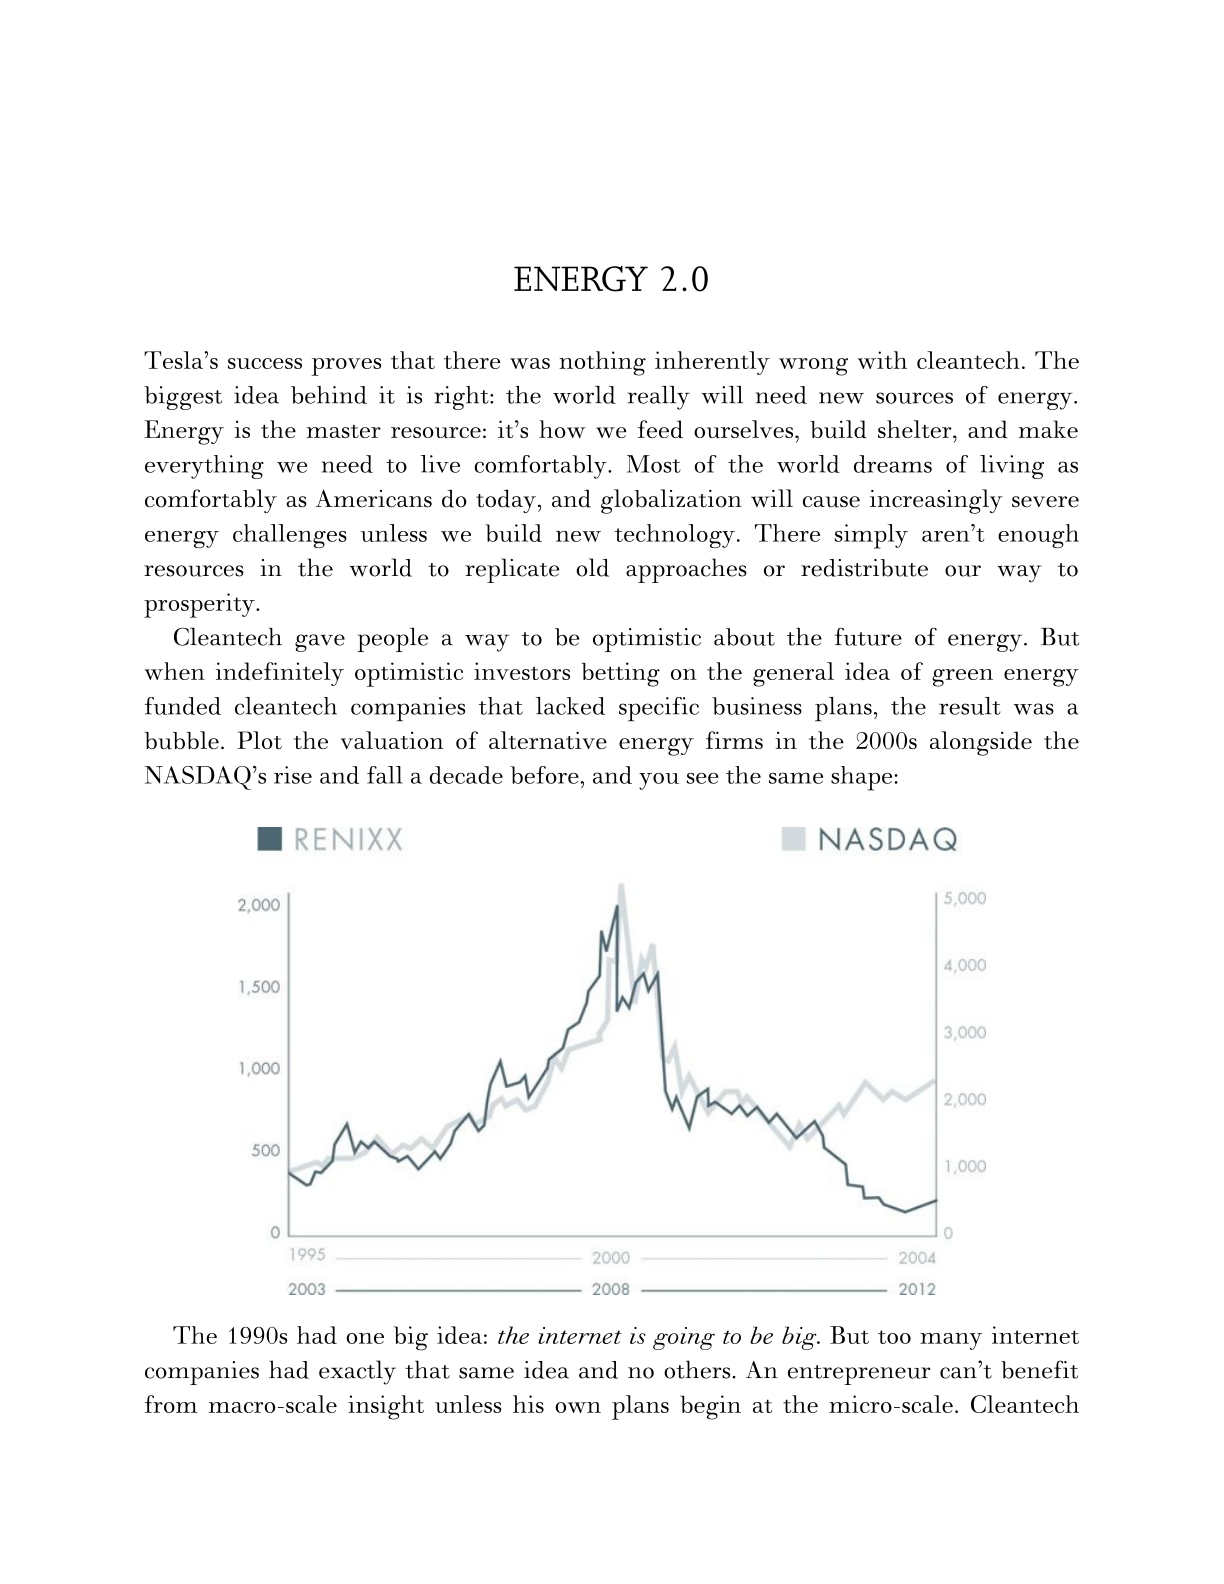 ENERGY 2.0
Tesla’s success proves that there was nothing inherently wrong with cleantech. The
biggest idea behind it is right: the world really will need new sources of energy.
Energy is the master resource: it’s how we feed ourselves, build shelter, and make
everything we need to live comfortably. Most of the world dreams of living as
comfortably as Americans do today, and globalization will cause increasingly severe
energy challenges unless we build new technology. There simply aren’t enough
resources in the world to replicate old approaches or redistribute our way to
prosperity.
Cleantech gave people a way to be optimistic about the future of energy. But
when indefinitely optimistic investors betting on the general idea of green energy
funded cleantech companies that lacked specific business plans, the result was a
bubble. Plot the valuation of alternative energy firms in the 2000s alongside the
NASDAQ’s rise and fall a decade before, and you see the same shape:
RENIXX NASDAQ
2,000 5,000
4,000
1,500
3,000
1,000
2,000
500
1,000
0 0
1995 2000 2004
2003 2008 2012
The 1990s had one big idea: the internet is going to be big. But too many internet
companies had exactly that same idea and no others. An entrepreneur can’t benefit
from macro-scale insight unless his own plans begin at the micro-scale. Cleantech